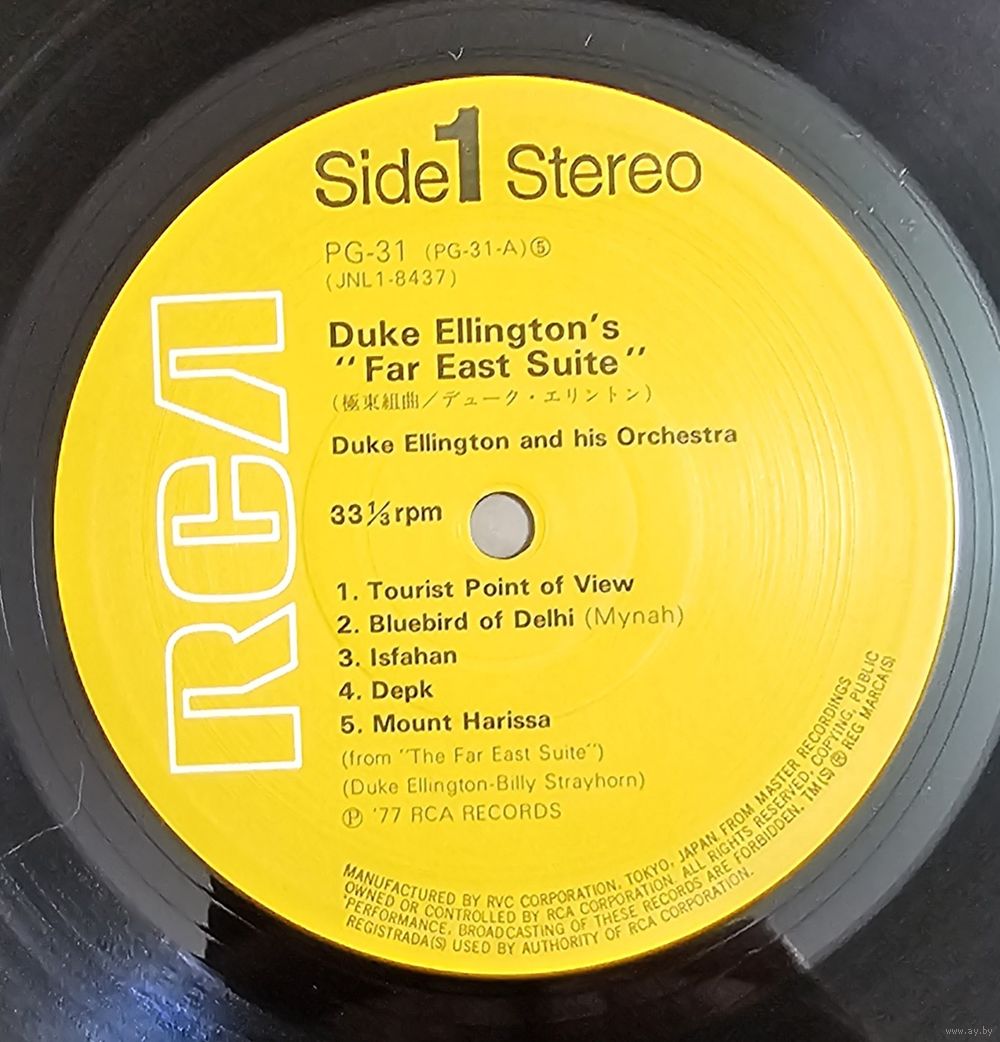 Side 1 Stereo
PG-31 (PG-31-A)⑤
(JNL1-8437)
Duke Ellington's
"Far East Suite"
(極東組曲/デューク・エリントン)
Duke Ellington and his Orchestra
33⅓rpm
1. Tourist Point of View
2. Bluebird of Delhi (Mynah)
3. Isfahan
4. Depk
5. Mount Harissa
(from "The Far East Suite")
(Duke Ellington-Billy Strayhorn)
Ⓟ '77 RCA RECORDS
RCA
MANUFACTURED BY RVC CORPORATION, TOKYO, JAPAN. FROM MASTER RECORDINGS
OWNED OR CONTROLLED BY RCA CORPORATION. ALL RIGHTS RESERVED, COPYING, PUBLIC
PERFORMANCE, BROADCASTING OF THESE RECORDS ARE FORBIDDEN. TM(S) ® REG MARCA(S)
REGISTRADA(S) USED BY AUTHORITY OF RCA CORPORATION.
www.ay.by